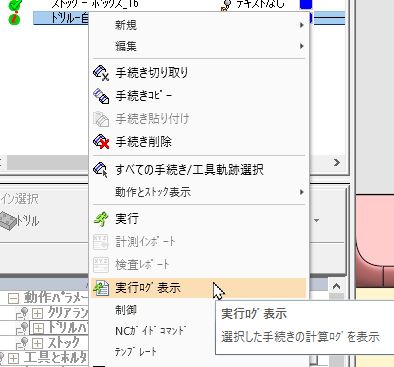 ストックー ボックス_16
テキストなし
ドリルー自
新規
編集
手続き切り取り
手続きｺﾋﾟｰ
手続き貼り付け
手続き削除
すべての手続き/工具軌跡選択
動作とストック表示
実行
計測ｲﾝﾎﾟｰﾄ
検査ﾚﾎﾟｰﾄ
実行ﾛｸﾞ表示
制御
NCｶﾞｲﾄﾞｺﾏﾝﾄﾞ
ﾃﾝﾌﾟﾚｰﾄ
イン選択
ドリル
動作パラメー
クリアラン
ドリルパ
ストック
工具とホルタ
実行ﾛｸﾞ表示
選択した手続きの計算ﾛｸﾞを表示